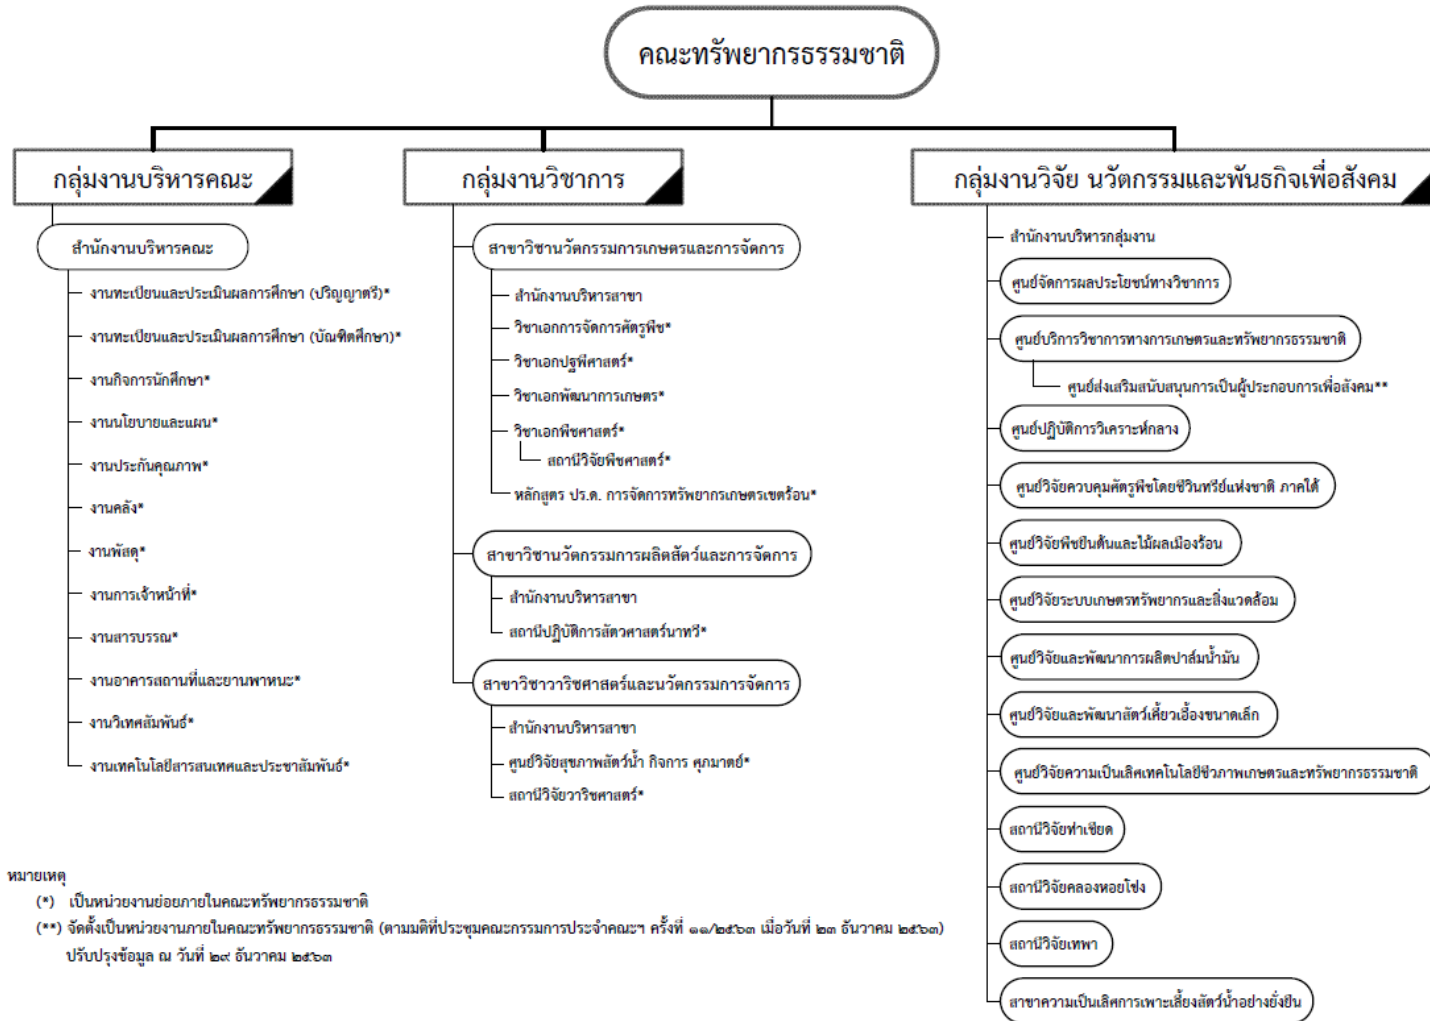 คณะทรัพยากรธรรมชาติ
กลุ่มงานบริหารคณะ
สำนักงานบริหารคณะ
งานทะเบียนและประเมินผลการศึกษา (ปริญญาตรี)*
งานทะเบียนและประเมินผลการศึกษา (บัณฑิตศึกษา)*
งานกิจการนักศึกษา*
งานนโยบายและแผน*
งานประกันคุณภาพ*
งานคลัง*
งานพัสดุ*
งานการเจ้าหน้าที่*
งานสารบรรณ*
งานอาคารสถานที่และยานพาหนะ*
งานวิเทศสัมพันธ์*
งานเทคโนโลยีสารสนเทศและประชาสัมพันธ์*
กลุ่มงานวิชาการ
สาขาวิชานวัตกรรมการเกษตรและการจัดการ
สำนักงานบริหารสาขา
วิชาเอกการจัดการศัตรูพืช*
วิชาเอกปฐพีศาสตร์*
วิชาเอกพัฒนาการเกษตร*
วิชาเอกพืชศาสตร์*
สถานีวิจัยพืชศาสตร์*
หลักสูตร ปร.ด. การจัดการทรัพยากรเกษตรเขตร้อน*
สาขาวิชานวัตกรรมการผลิตสัตว์และการจัดการ
สำนักงานบริหารสาขา
สถานีปฏิบัติการสัตวศาสตร์นาทวี*
สาขาวิชาวาริชศาสตร์และนวัตกรรมการจัดการ
สำนักงานบริหารสาขา
ศูนย์วิจัยสุขภาพสัตว์น้ำ กิจการ ศุภมาตย์*
สถานีวิจัยวาริชศาสตร์*
กลุ่มงานวิจัย นวัตกรรมและพันธกิจเพื่อสังคม
สำนักงานบริหารกลุ่มงาน
ศูนย์จัดการผลประโยชน์ทางวิชาการ
ศูนย์บริการวิชาการทางการเกษตรและทรัพยากรธรรมชาติ
ศูนย์ส่งเสริมสนับสนุนการเป็นผู้ประกอบการเพื่อสังคม**
ศูนย์ปฏิบัติการวิเคราะห์กลาง
ศูนย์วิจัยควบคุมศัตรูพืชโดยชีวินทรีย์แห่งชาติ ภาคใต้
ศูนย์วิจัยพืชยืนต้นและไม้ผลเมืองร้อน
ศูนย์วิจัยระบบเกษตรทรัพยากรและสิ่งแวดล้อม
ศูนย์วิจัยและพัฒนาการผลิตปาล์มน้ำมัน
ศูนย์วิจัยและพัฒนาสัตว์เคี้ยวเอื้องขนาดเล็ก
ศูนย์วิจัยความเป็นเลิศเทคโนโลยีชีวภาพเกษตรและทรัพยากรธรรมชาติ
สถานีวิจัยท่าเชียด
สถานีวิจัยคลองหอยโข่ง
สถานีวิจัยเทพา
สาขาความเป็นเลิศการเพาะเลี้ยงสัตว์น้ำอย่างยั่งยืน
หมายเหตุ
(*) เป็นหน่วยงานย่อยภายในคณะทรัพยากรธรรมชาติ
(**) จัดตั้งเป็นหน่วยงานภายในคณะทรัพยากรธรรมชาติ (ตามมติที่ประชุมคณะกรรมการประจำคณะฯ ครั้งที่ ๑๑/๒๕๖๓ เมื่อวันที่ ๒๓ ธันวาคม ๒๕๖๓)
ปรับปรุงข้อมูล ณ วันที่ ๒๙ ธันวาคม ๒๕๖๓